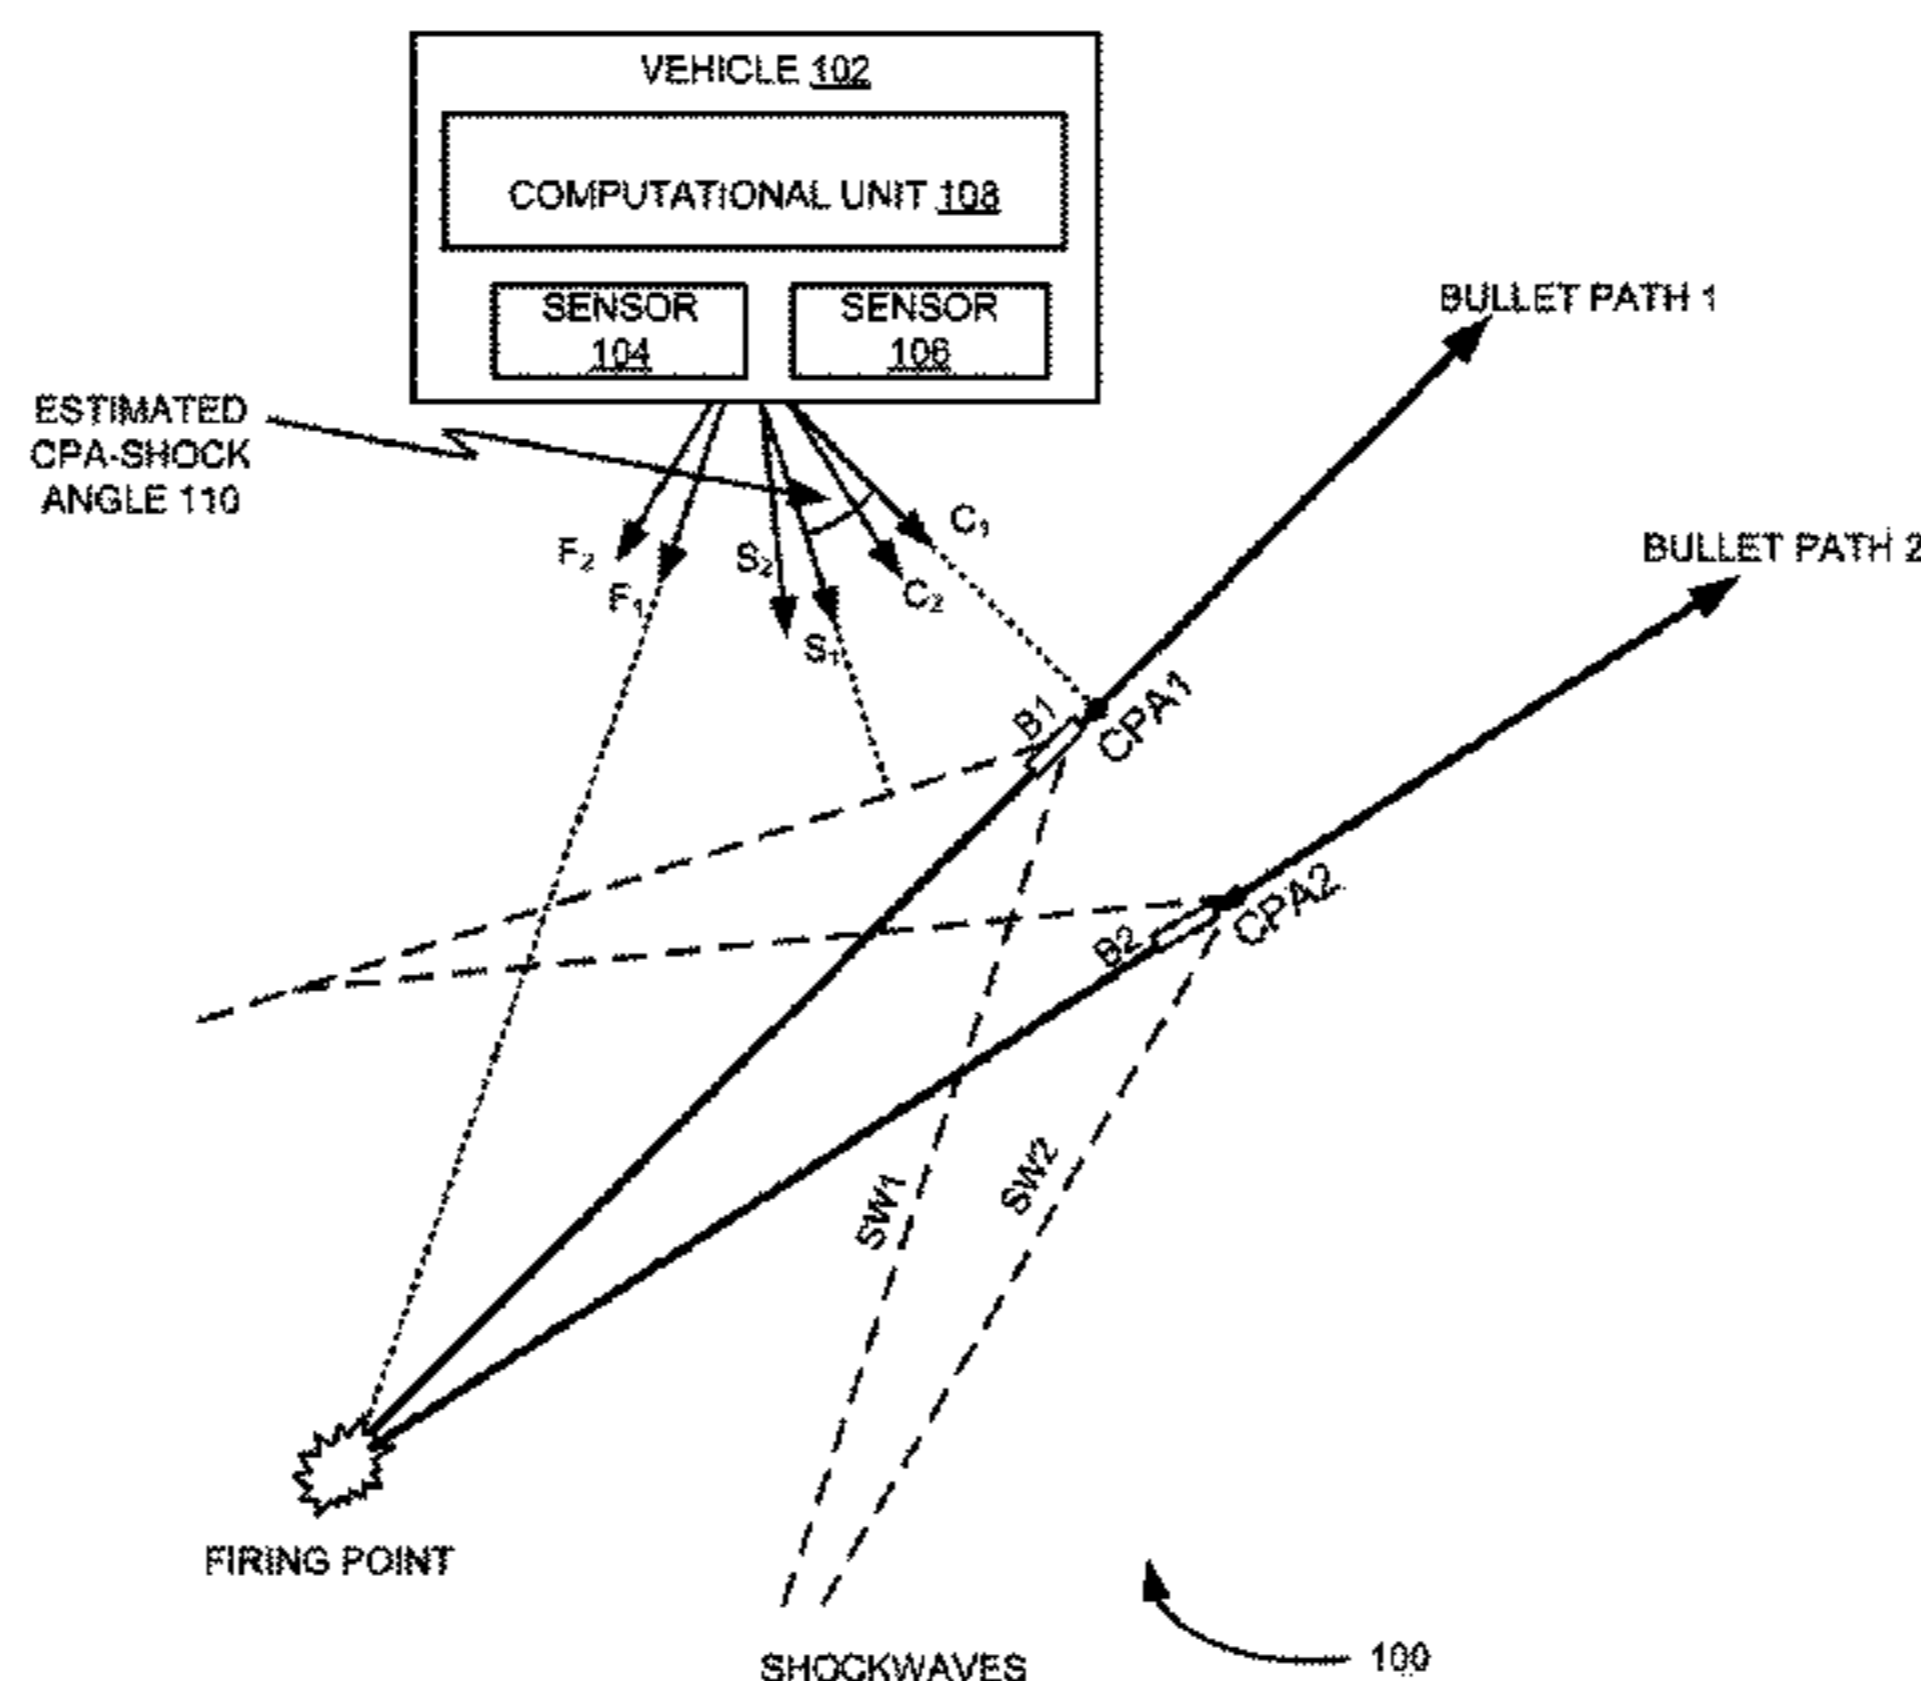 VEHICLE 102
COMPUTATIONAL UNIT 108
SENSOR
104
SENSOR
106
BULLET PATH 1
ESTIMATED
CPA-SHOCK
ANGLE 110
C₁
BULLET PATH 2
F₂
S₂
F₁
C₂
S₁
B1
CPA1
B2
CPA2
SW1
SW2
FIRING POINT
SHOCKWAVES
100